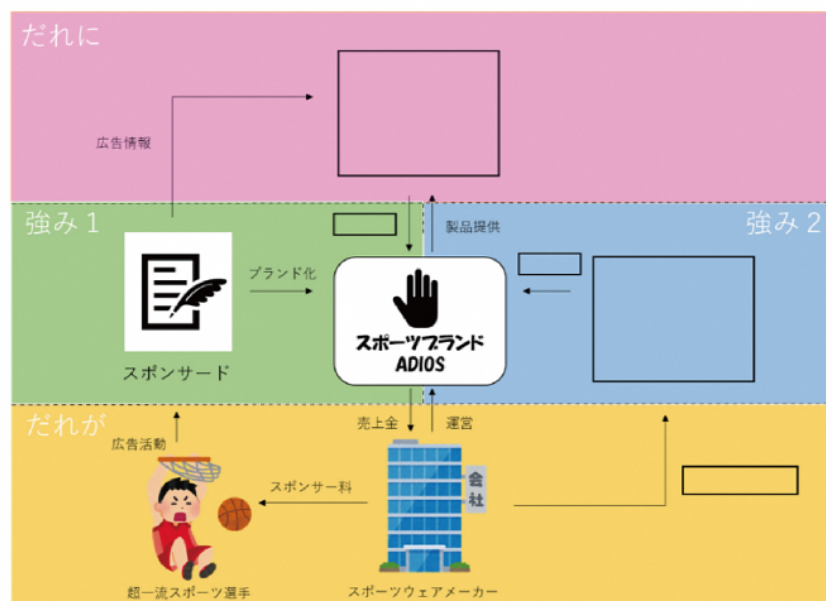 だれに
広告情報
強み1
製品提供
強み2
ブランド化
スポーツブランド
ADIOS
スポンサード
だれが
売上金
運営
広告活動
スポンサー料
会社
超一流スポーツ選手
スポーツウェアメーカー